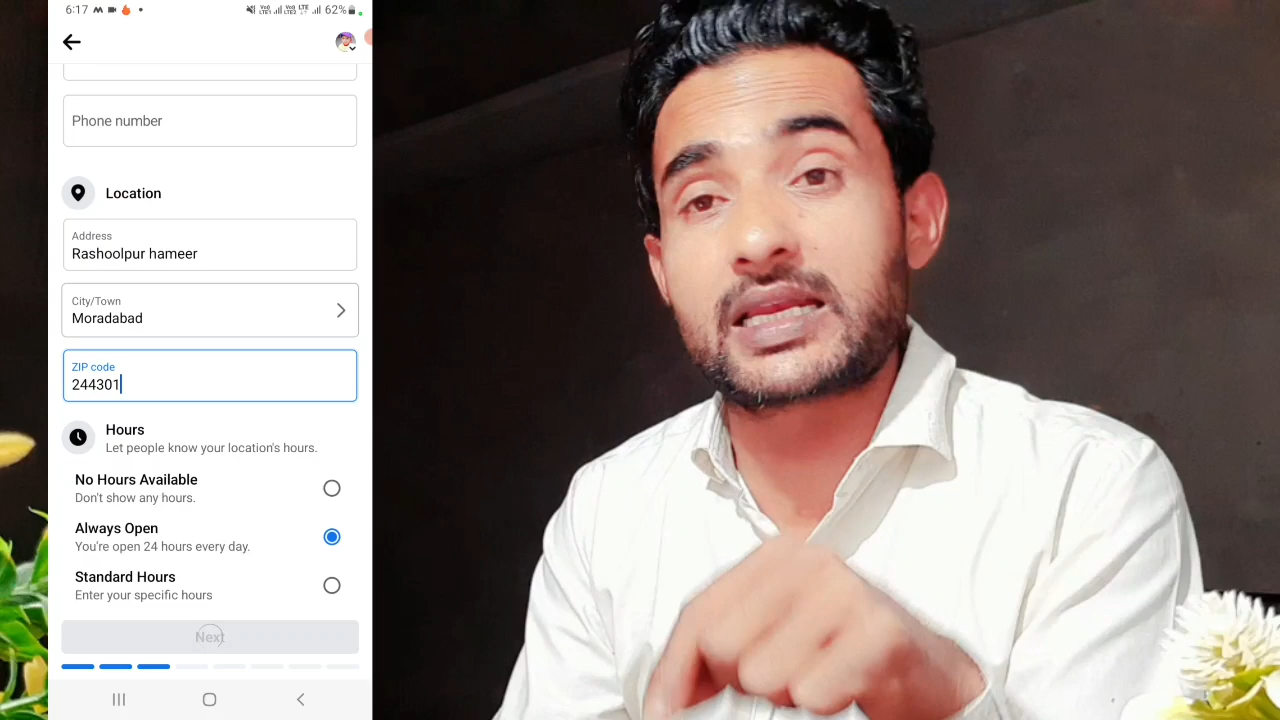 6:17
62%
Phone number
Location
Address
Rashoolpur hameer
City/Town
Moradabad
ZIP code
244301
Hours
Let people know your location's hours.
No Hours Available
Don't show any hours.
Always Open
You're open 24 hours every day.
Standard Hours
Enter your specific hours
Next